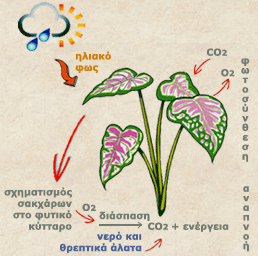 ηλιακό
φως
CO2
O2
φωτοσύνθεση
σχηματισμός
σακχάρων
στο φυτικό
κύτταρο
O2
διάσπαση
CO2 + ενέργεια
νερό και
θρεπτικά άλατα
αναπνοή